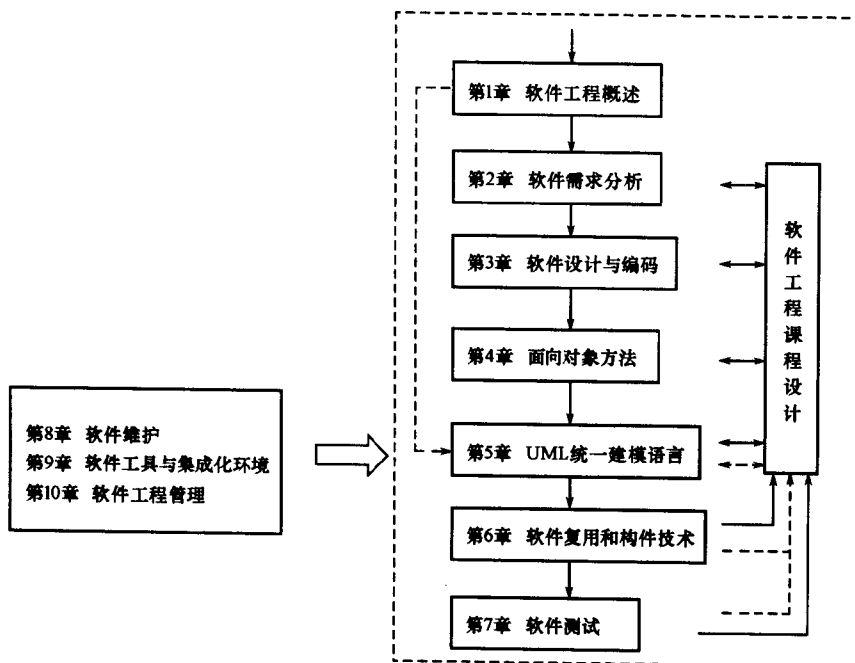 第1章 软件工程概述
第2章 软件需求分析
第3章 软件设计与编码
第4章 面向对象方法
第5章 UML统一建模语言
第6章 软件复用和构件技术
第7章 软件测试
软件工程课程设计
第8章 软件维护
第9章 软件工具与集成化环境
第10章 软件工程管理